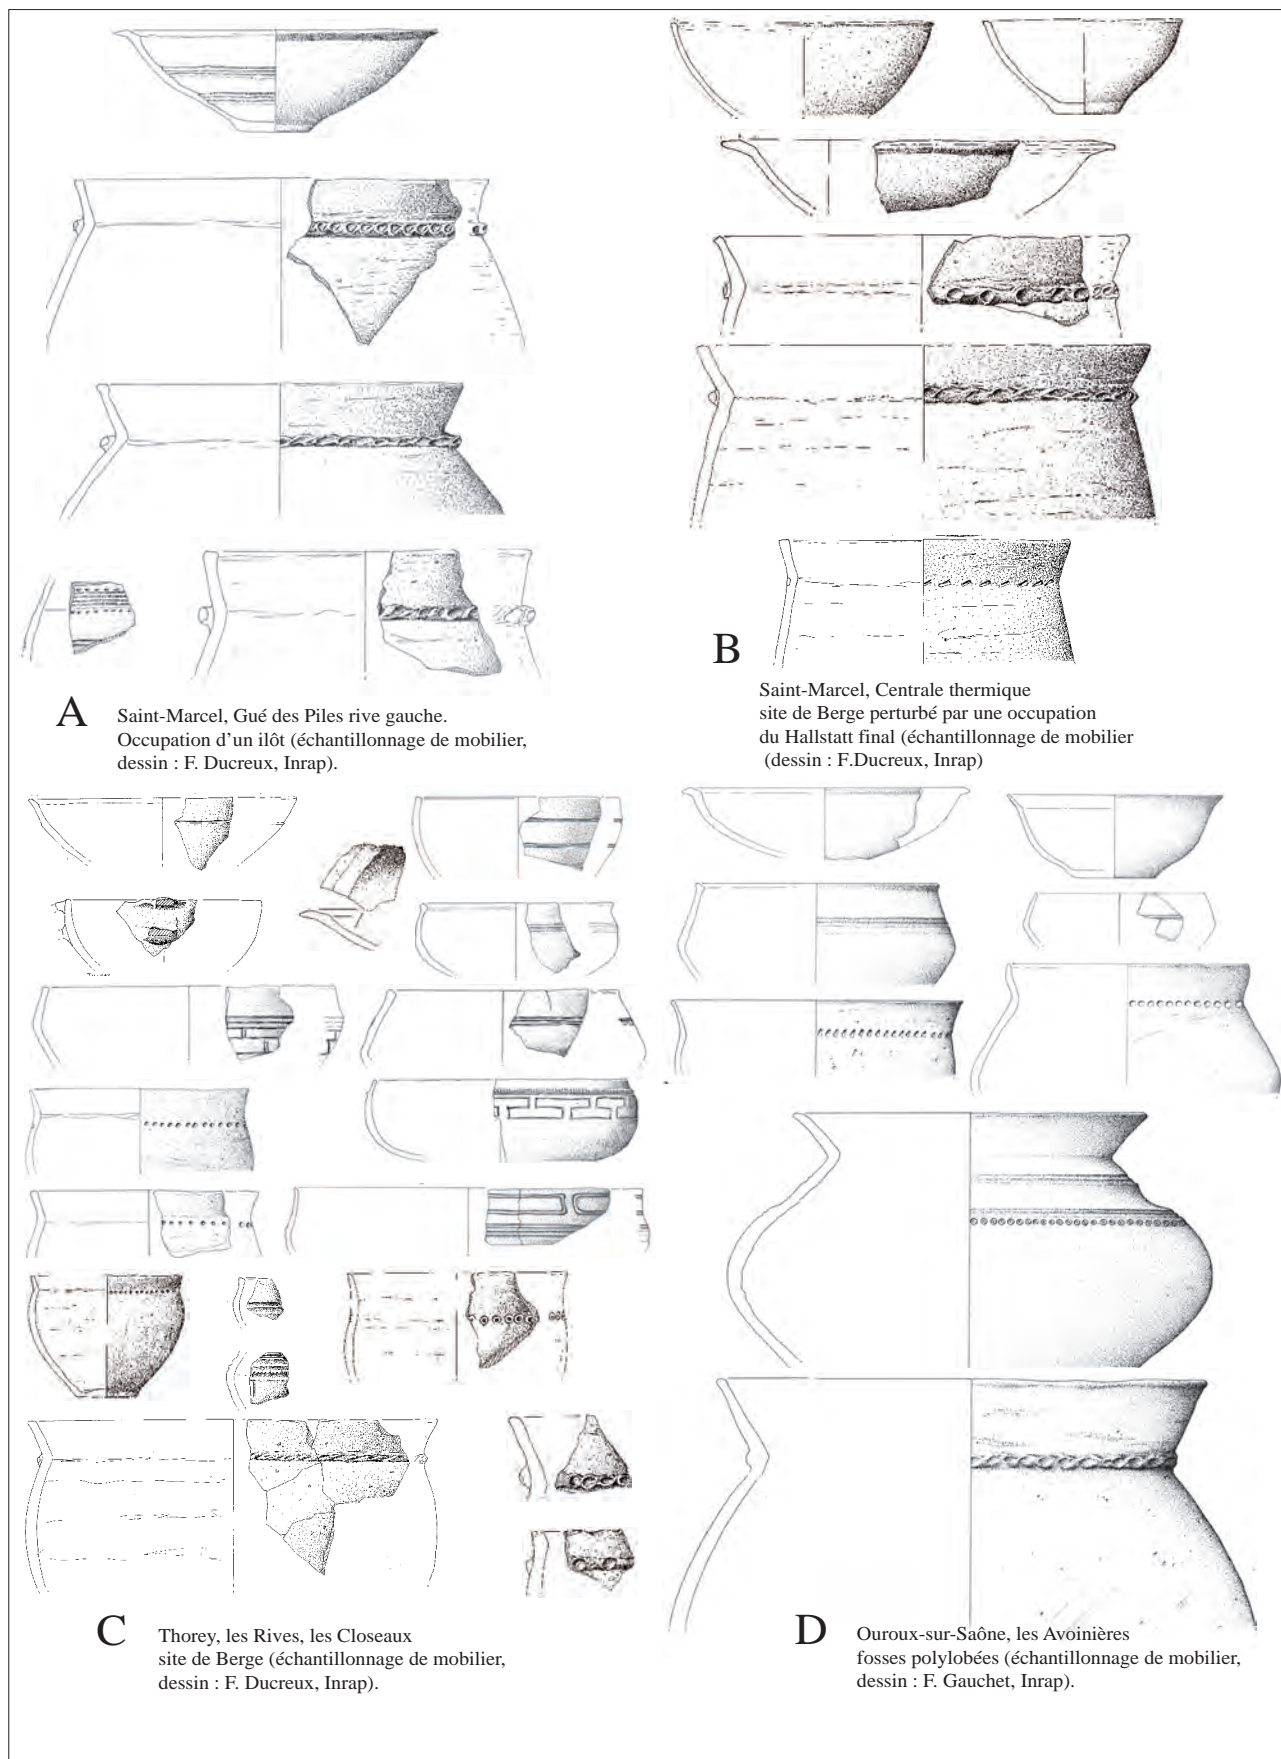 A
Saint-Marcel, Gué des Piles rive gauche.
Occupation d’un ilôt (échantillonnage de mobilier,
dessin : F. Ducreux, Inrap).
B
Saint-Marcel, Centrale thermique
site de Berge perturbé par une occupation
du Hallstatt final (échantillonnage de mobilier
(dessin : F.Ducreux, Inrap)
C
Thorey, les Rives, les Closeaux
site de Berge (échantillonnage de mobilier,
dessin : F. Ducreux, Inrap).
D
Ouroux-sur-Saône, les Avoinières
fosses polylobées (échantillonnage de mobilier,
dessin : F. Gauchet, Inrap).